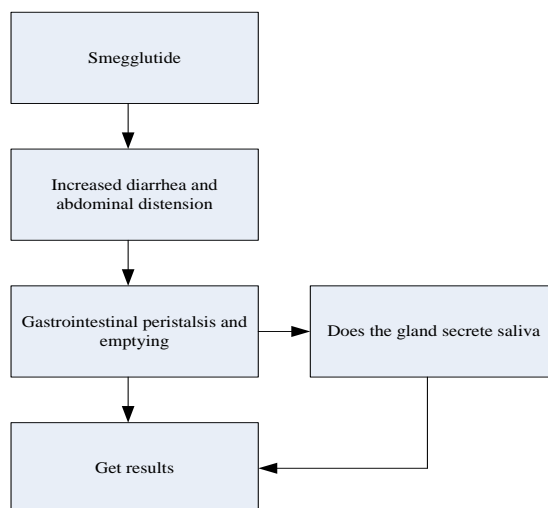 Smegglutide
Increased diarrhea and
abdominal distension
Gastrointestinal peristalsis and
emptying
Does the gland secrete saliva
Get results